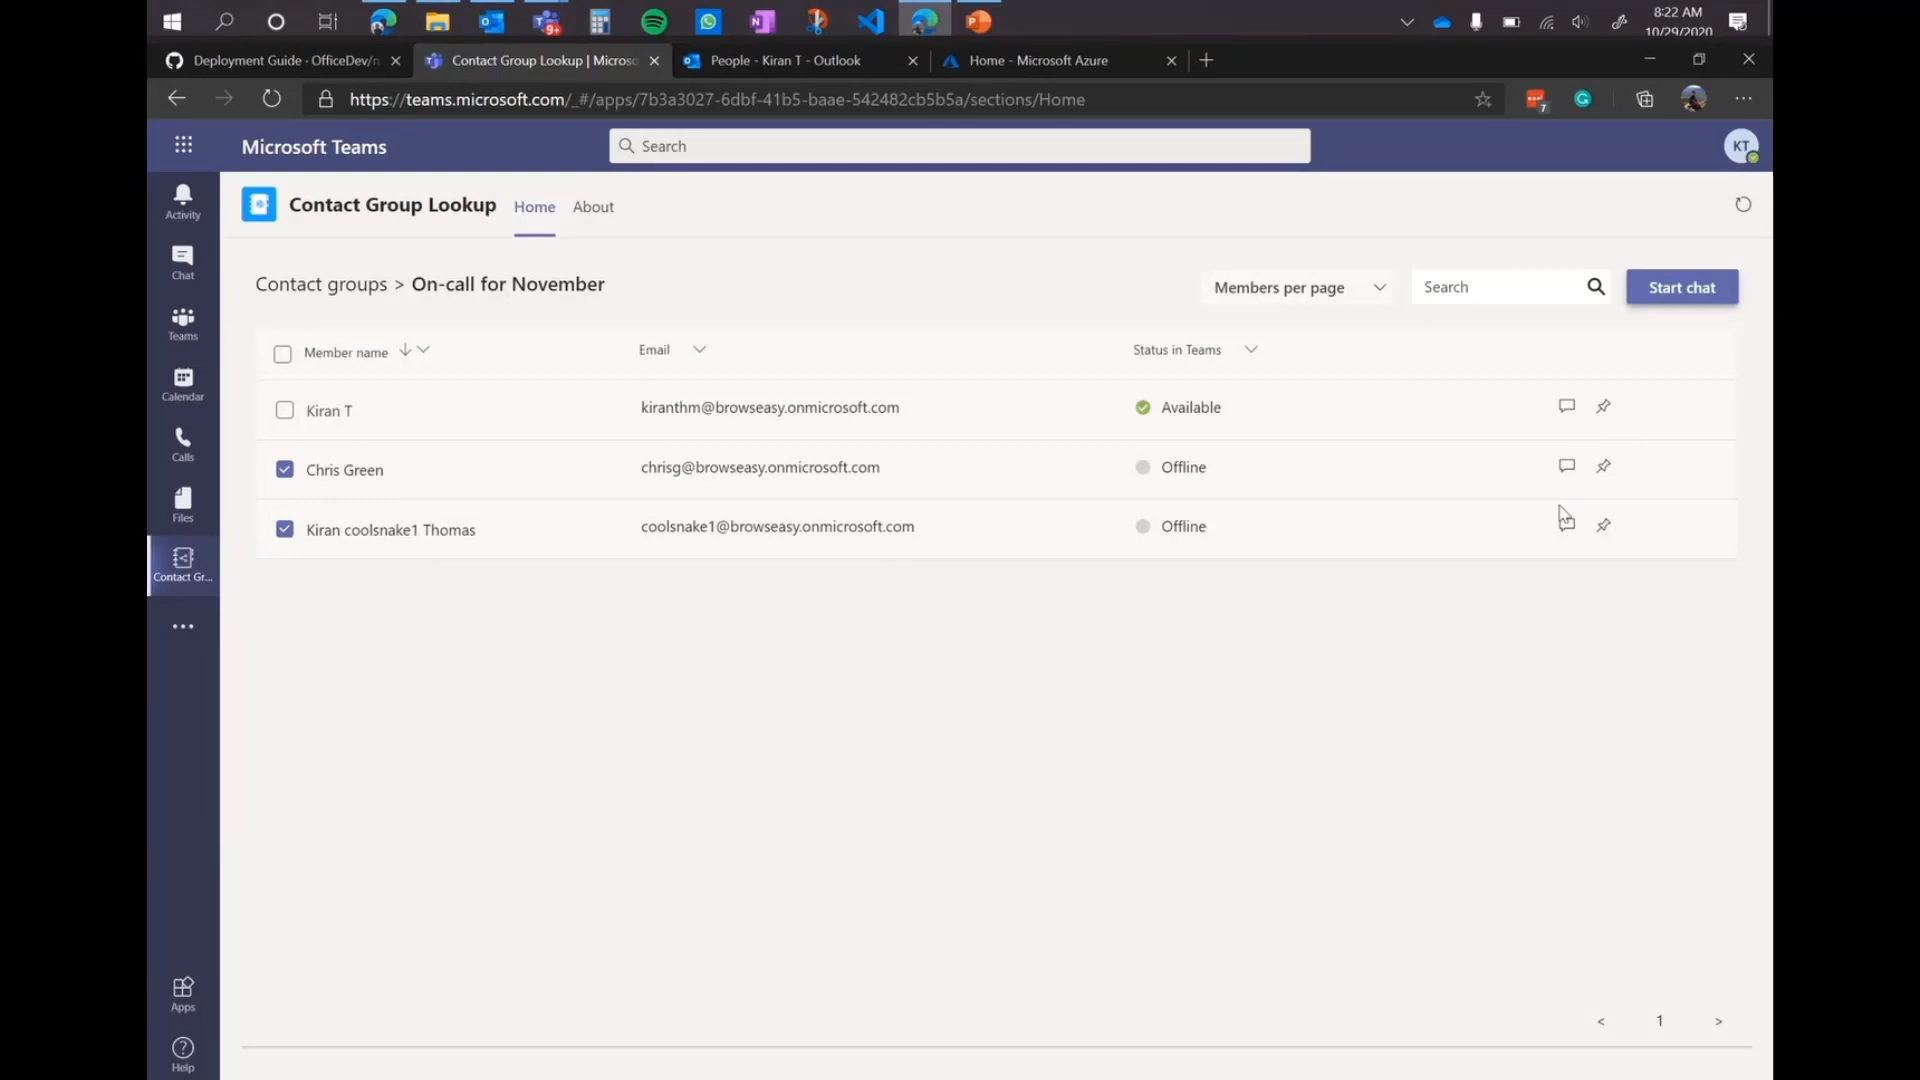 9+
8:22 AM
10/29/2020
Deployment Guide · OfficeDev/
Contact Group Lookup | Micros
People - Kiran T - Outlook
Home - Microsoft Azure
https://teams.microsoft.com/_#/apps/7b3a3027-6dbf-41b5-baae-542482cb5b5a/sections/Home
7
Microsoft Teams
Search
KT
Activity
Chat
Teams
Calendar
Calls
Files
Contact Gr...
Apps
Help
Contact Group Lookup
Home
About
Contact groups > On-call for November
Members per page
Search
Start chat
Member name
Email
Status in Teams
Kiran T
kiranthm@browseasy.onmicrosoft.com
Available
Chris Green
chrisg@browseasy.onmicrosoft.com
Offline
Kiran coolsnake1 Thomas
coolsnake1@browseasy.onmicrosoft.com
Offline
< 1 >